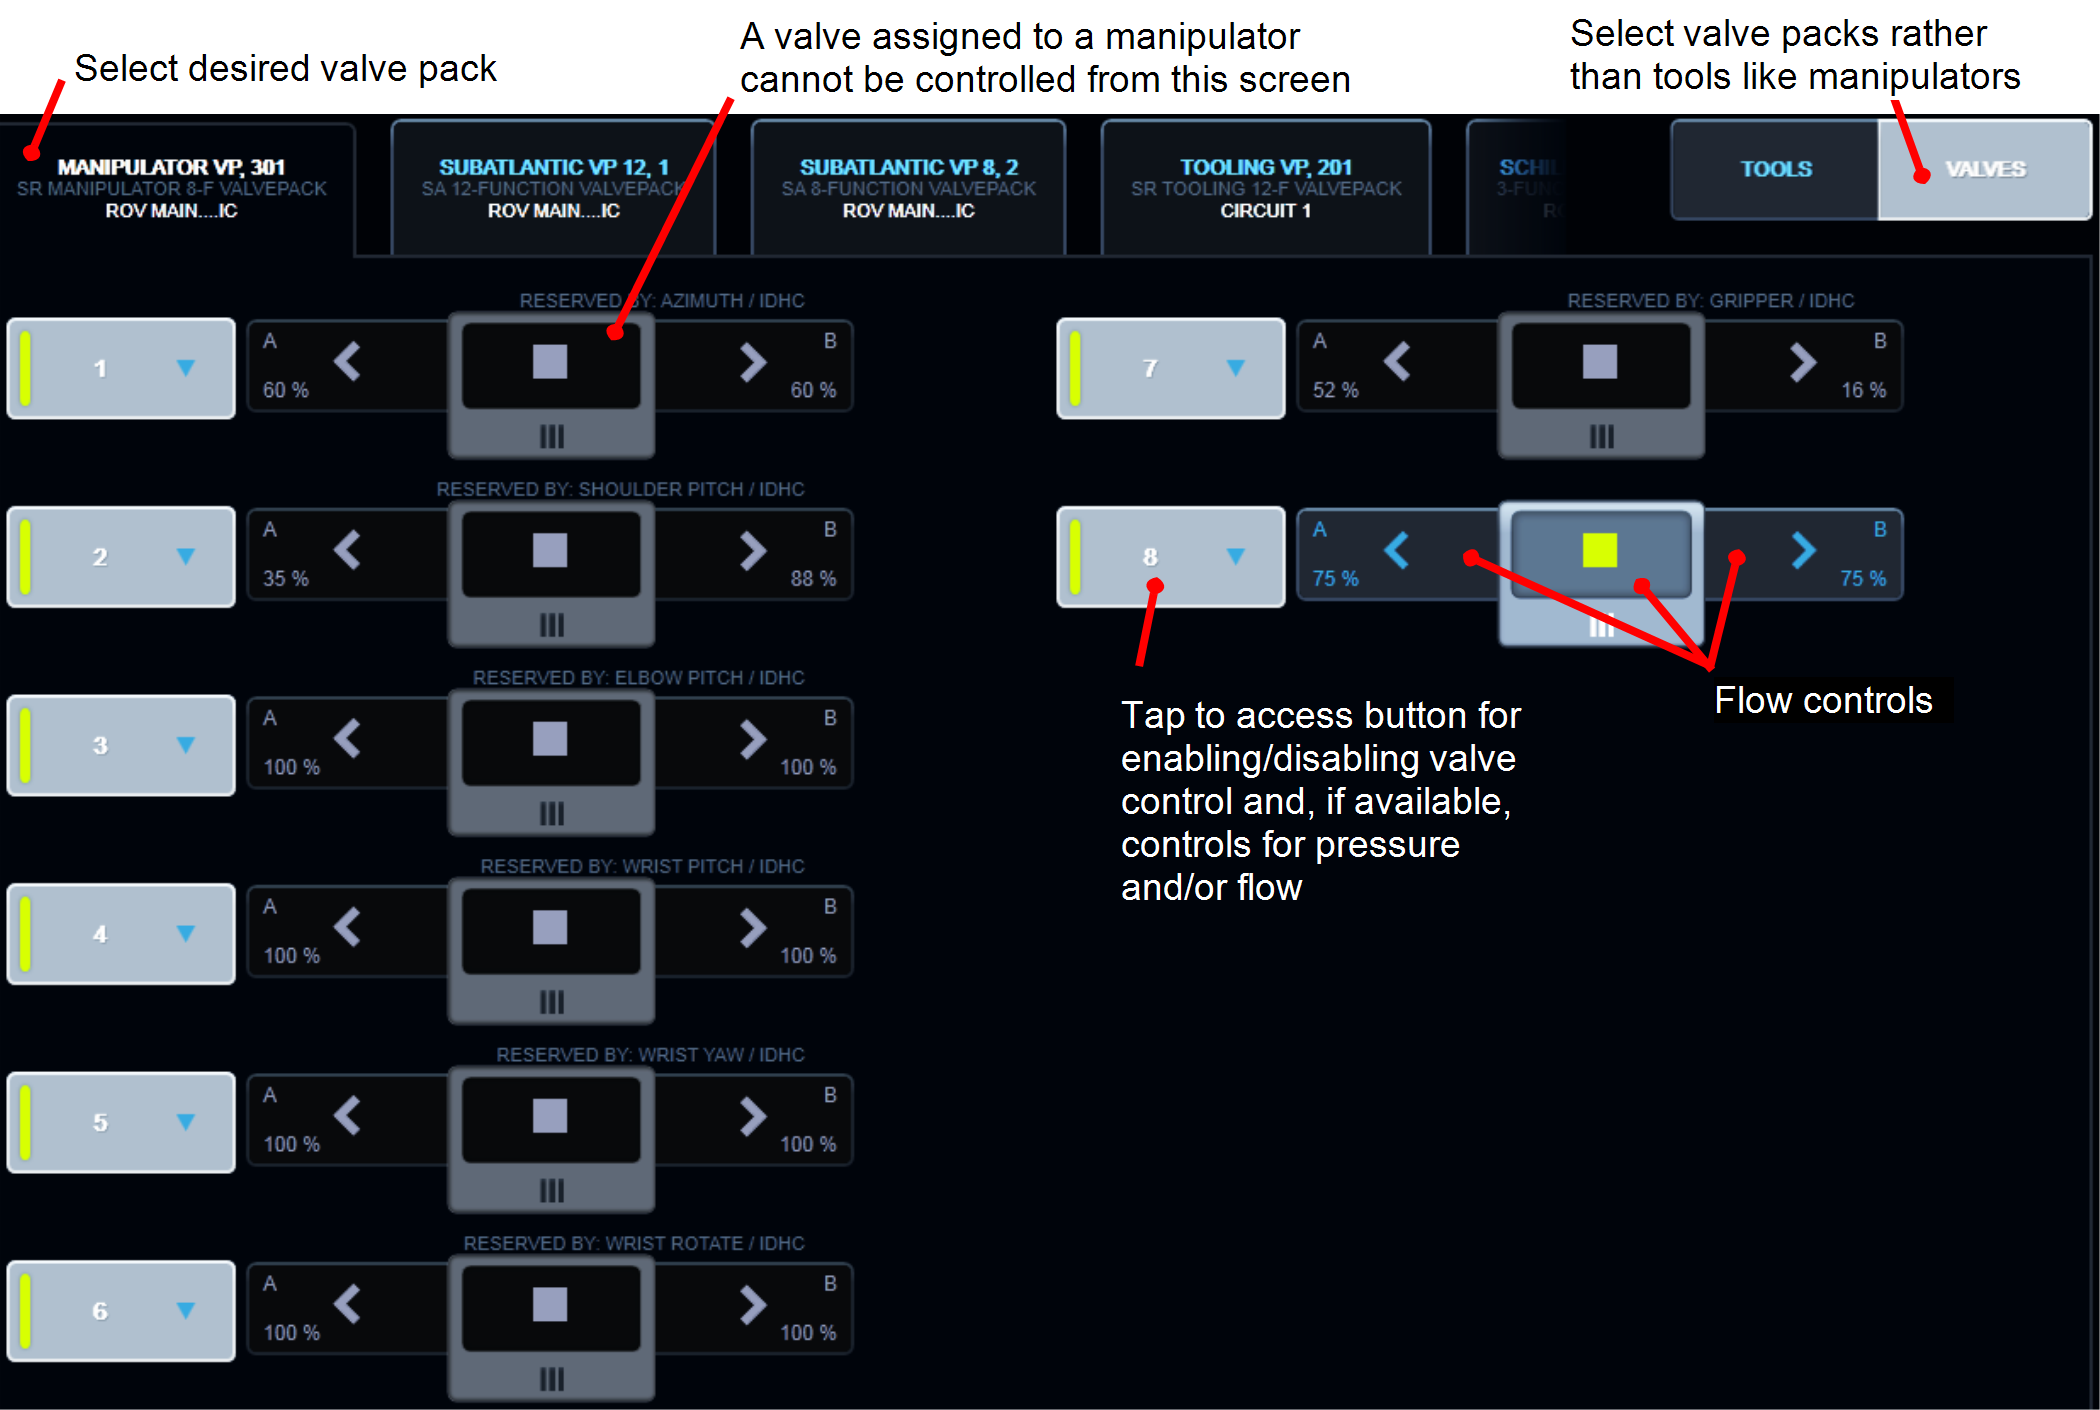 Select desired valve pack
A valve assigned to a manipulator
cannot be controlled from this screen
Select valve packs rather
than tools like manipulators
MANIPULATOR VP, 301
SR MANIPULATOR 8-F VALVEPACK
ROV MAIN....IC
SUBATLANTIC VP 12, 1
SA 12-FUNCTION VALVEPACK
ROV MAIN....IC
SUBATLANTIC VP 8, 2
SA 8-FUNCTION VALVEPACK
ROV MAIN....IC
TOOLING VP, 201
SR TOOLING 12-F VALVEPACK
CIRCUIT 1
SCHIL
3-FUN
TOOLS
VALVES
RESERVED BY: AZIMUTH / IDHC
1
A
60 %
B
60 %
RESERVED BY: SHOULDER PITCH / IDHC
2
A
35 %
B
88 %
RESERVED BY: ELBOW PITCH / IDHC
3
A
100 %
B
100 %
RESERVED BY: WRIST PITCH / IDHC
4
A
100 %
B
100 %
RESERVED BY: WRIST YAW / IDHC
5
A
100 %
B
100 %
RESERVED BY: WRIST ROTATE / IDHC
6
A
100 %
B
100 %
RESERVED BY: GRIPPER / IDHC
7
A
52 %
B
16 %
8
A
75 %
B
75 %
Tap to access button for
enabling/disabling valve
control and, if available,
controls for pressure
and/or flow
Flow controls